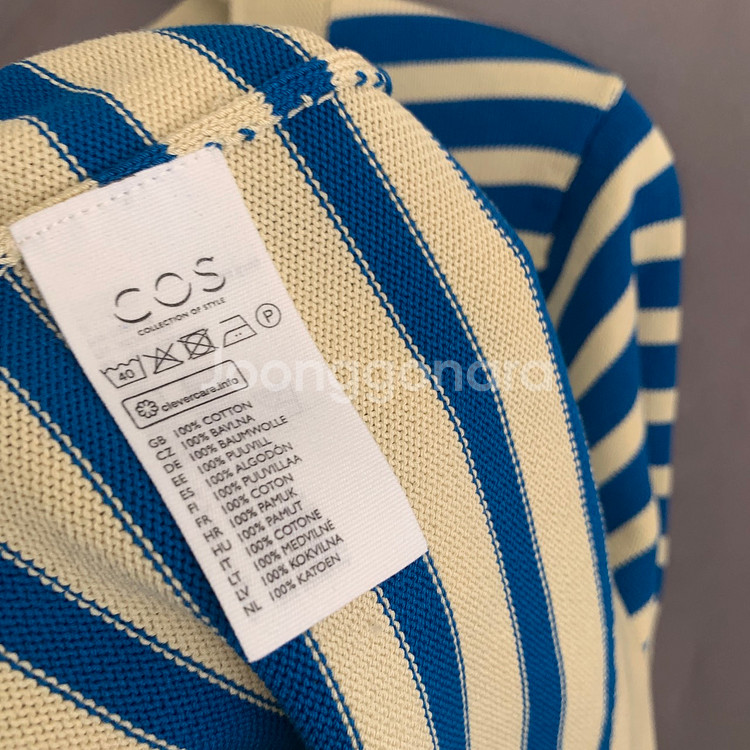 COS
COLLECTION OF STYLE
40
P
clevercare.info
GB 100% COTTON
CZ 100% BAVLNA
DE 100% BAUMWOLLE
EE 100% PUUVILL
ES 100% ALGODÓN
FI 100% PUUVILLAA
FR 100% COTON
HR 100% PAMUK
HU 100% PAMUT
IT 100% COTONE
LT 100% MEDVILNĖ
LV 100% KOKVILNA
NL 100% KATOEN
Joonggonara